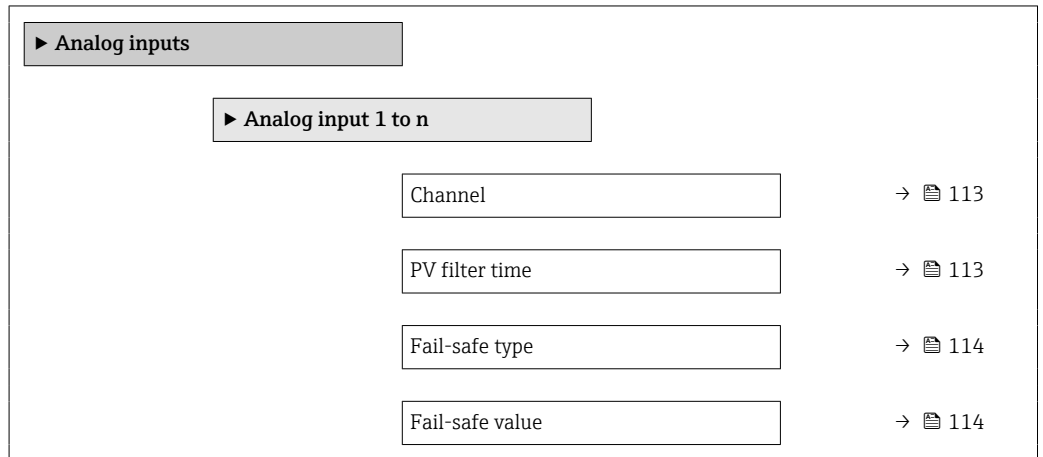 ▶ Analog inputs
▶ Analog input 1 to n
Channel → 113
PV filter time → 113
Fail-safe type → 114
Fail-safe value → 114